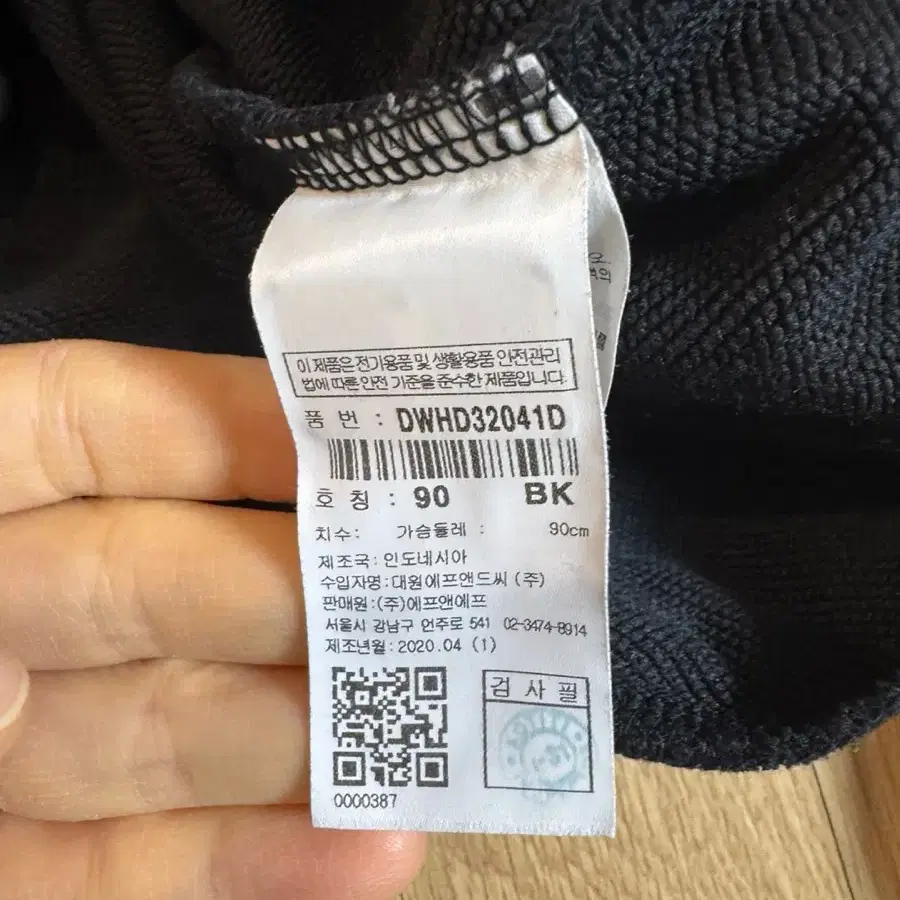 이 제품은 전기용품 및 생활용품 안전관리
법에 따른 안전 기준을 준수한 제품입니다.
품 번 : DWHD32041D
호 칭 : 90 BK
치수: 가슴둘레 : 90cm
제조국: 인도네시아
수입자명:대원에프앤드씨 (주)
판매원:(주)에프앤에프
서울시 강남구 언주로 541 02-3474-8914
제조년월:2020.04 (1)
검 사 필
0000387